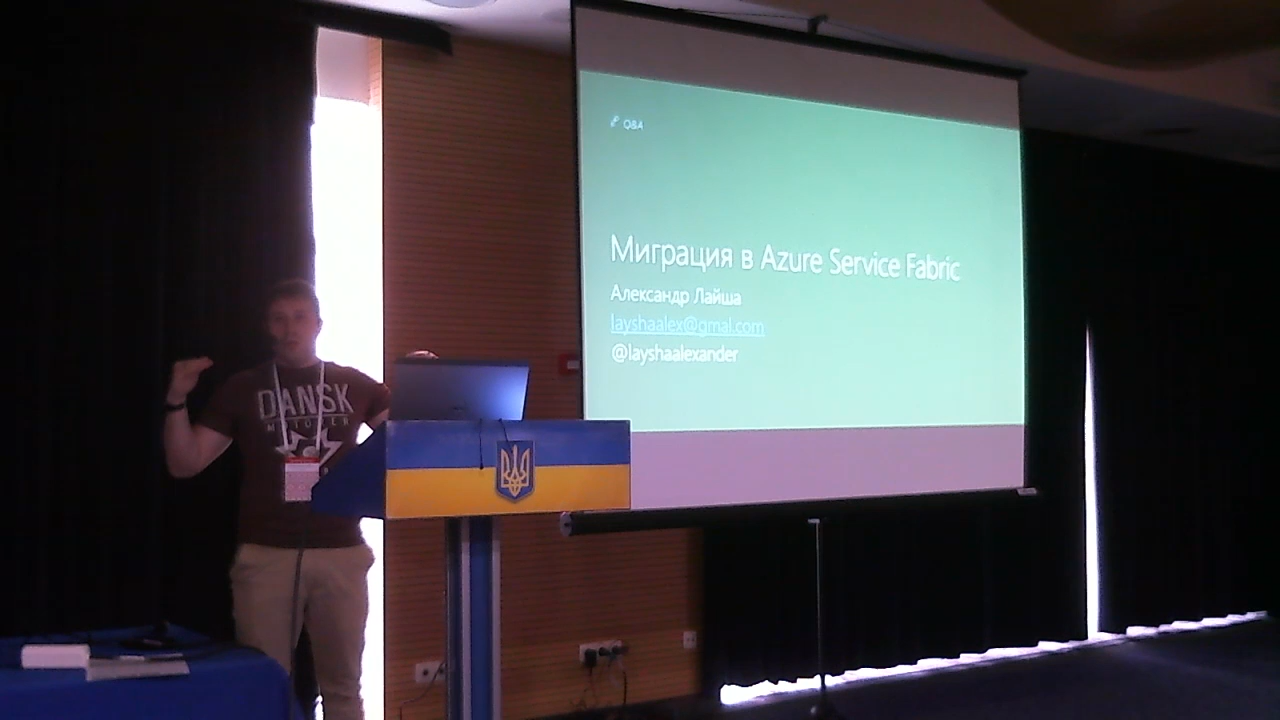 Q&A
Миграция в Azure Service Fabric
Александр Лайша
layshaalex@gmal.com
@layshaalexander
DANSK